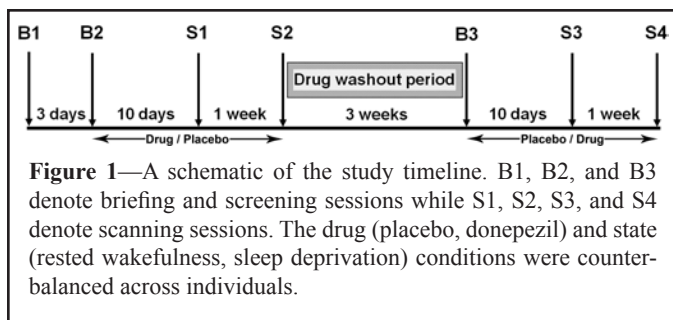 B1 B2 S1 S2 B3 S3 S4
Drug washout period
3 days 10 days 1 week 3 weeks 10 days 1 week
Drug / Placebo Placebo / Drug
Figure 1—A schematic of the study timeline. B1, B2, and B3
denote briefing and screening sessions while S1, S2, S3, and S4
denote scanning sessions. The drug (placebo, donepezil) and state
(rested wakefulness, sleep deprivation) conditions were counter-
balanced across individuals.